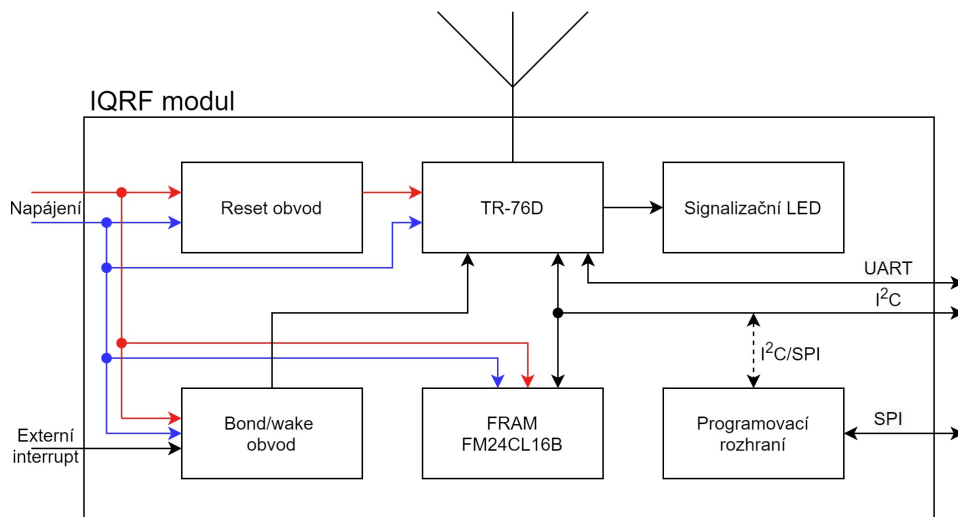 IQRF modul
Napájení
Reset obvod
TR-76D
Signalizační LED
UART
I²C
I²C/SPI
Externí
interrupt
Bond/wake
obvod
FRAM
FM24CL16B
Programovací
rozhraní
SPI